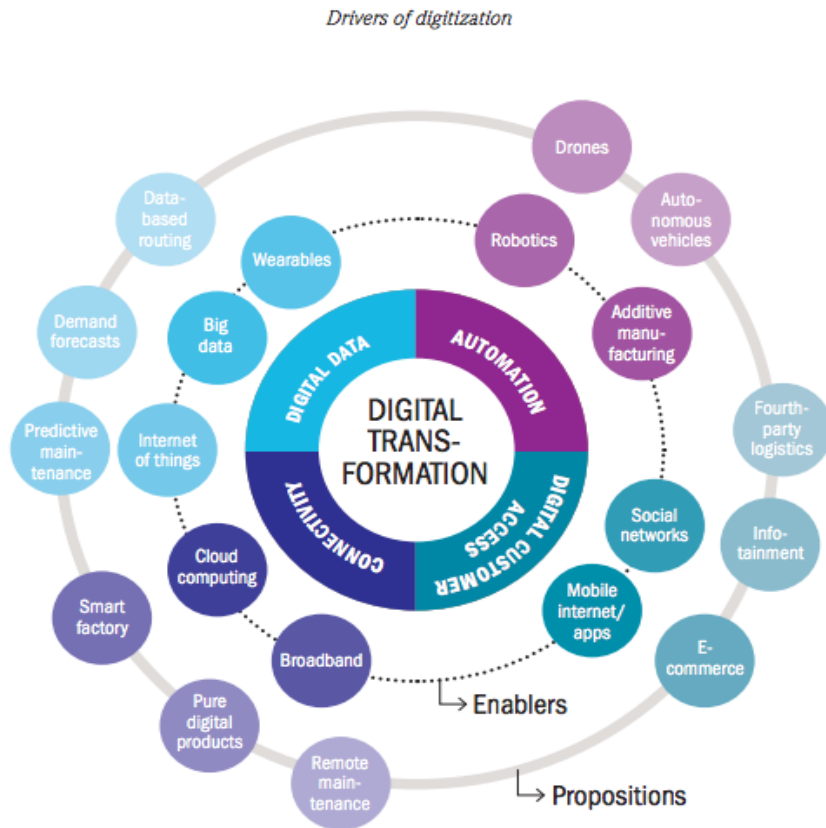 Drivers of digitization
Drones
Auto-
nomous
vehicles
Data-
based
routing
Robotics
Wearables
Demand
forecasts
Big
data
Additive
manu-
facturing
DIGITAL DATA
AUTOMATION
DIGITAL
TRANS-
FORMATION
Predictive
main-
tenance
Internet
of things
Fourth-
party
logistics
CONNECTIVITY
DIGITAL CUSTOMER
ACCESS
Social
networks
Info-
tainment
Cloud
computing
Mobile
internet/
apps
Smart
factory
Broadband
E-
commerce
Enablers
Pure
digital
products
Remote
main-
tenance
Propositions